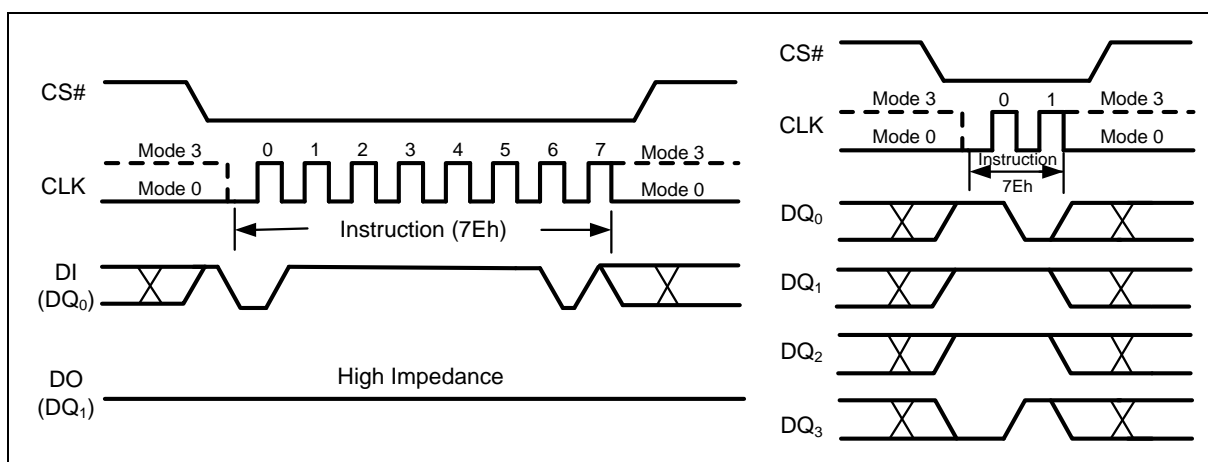 CS#
Mode 3
0 1 2 3 4 5 6 7
Mode 3
CLK
Mode 0
Mode 0
Instruction (7Eh)
DI
(DQ0)
High Impedance
DO
(DQ1)
CS#
Mode 3
0 1
Mode 3
CLK
Mode 0
Mode 0
Instruction
7Eh
DQ0
DQ1
DQ2
DQ3